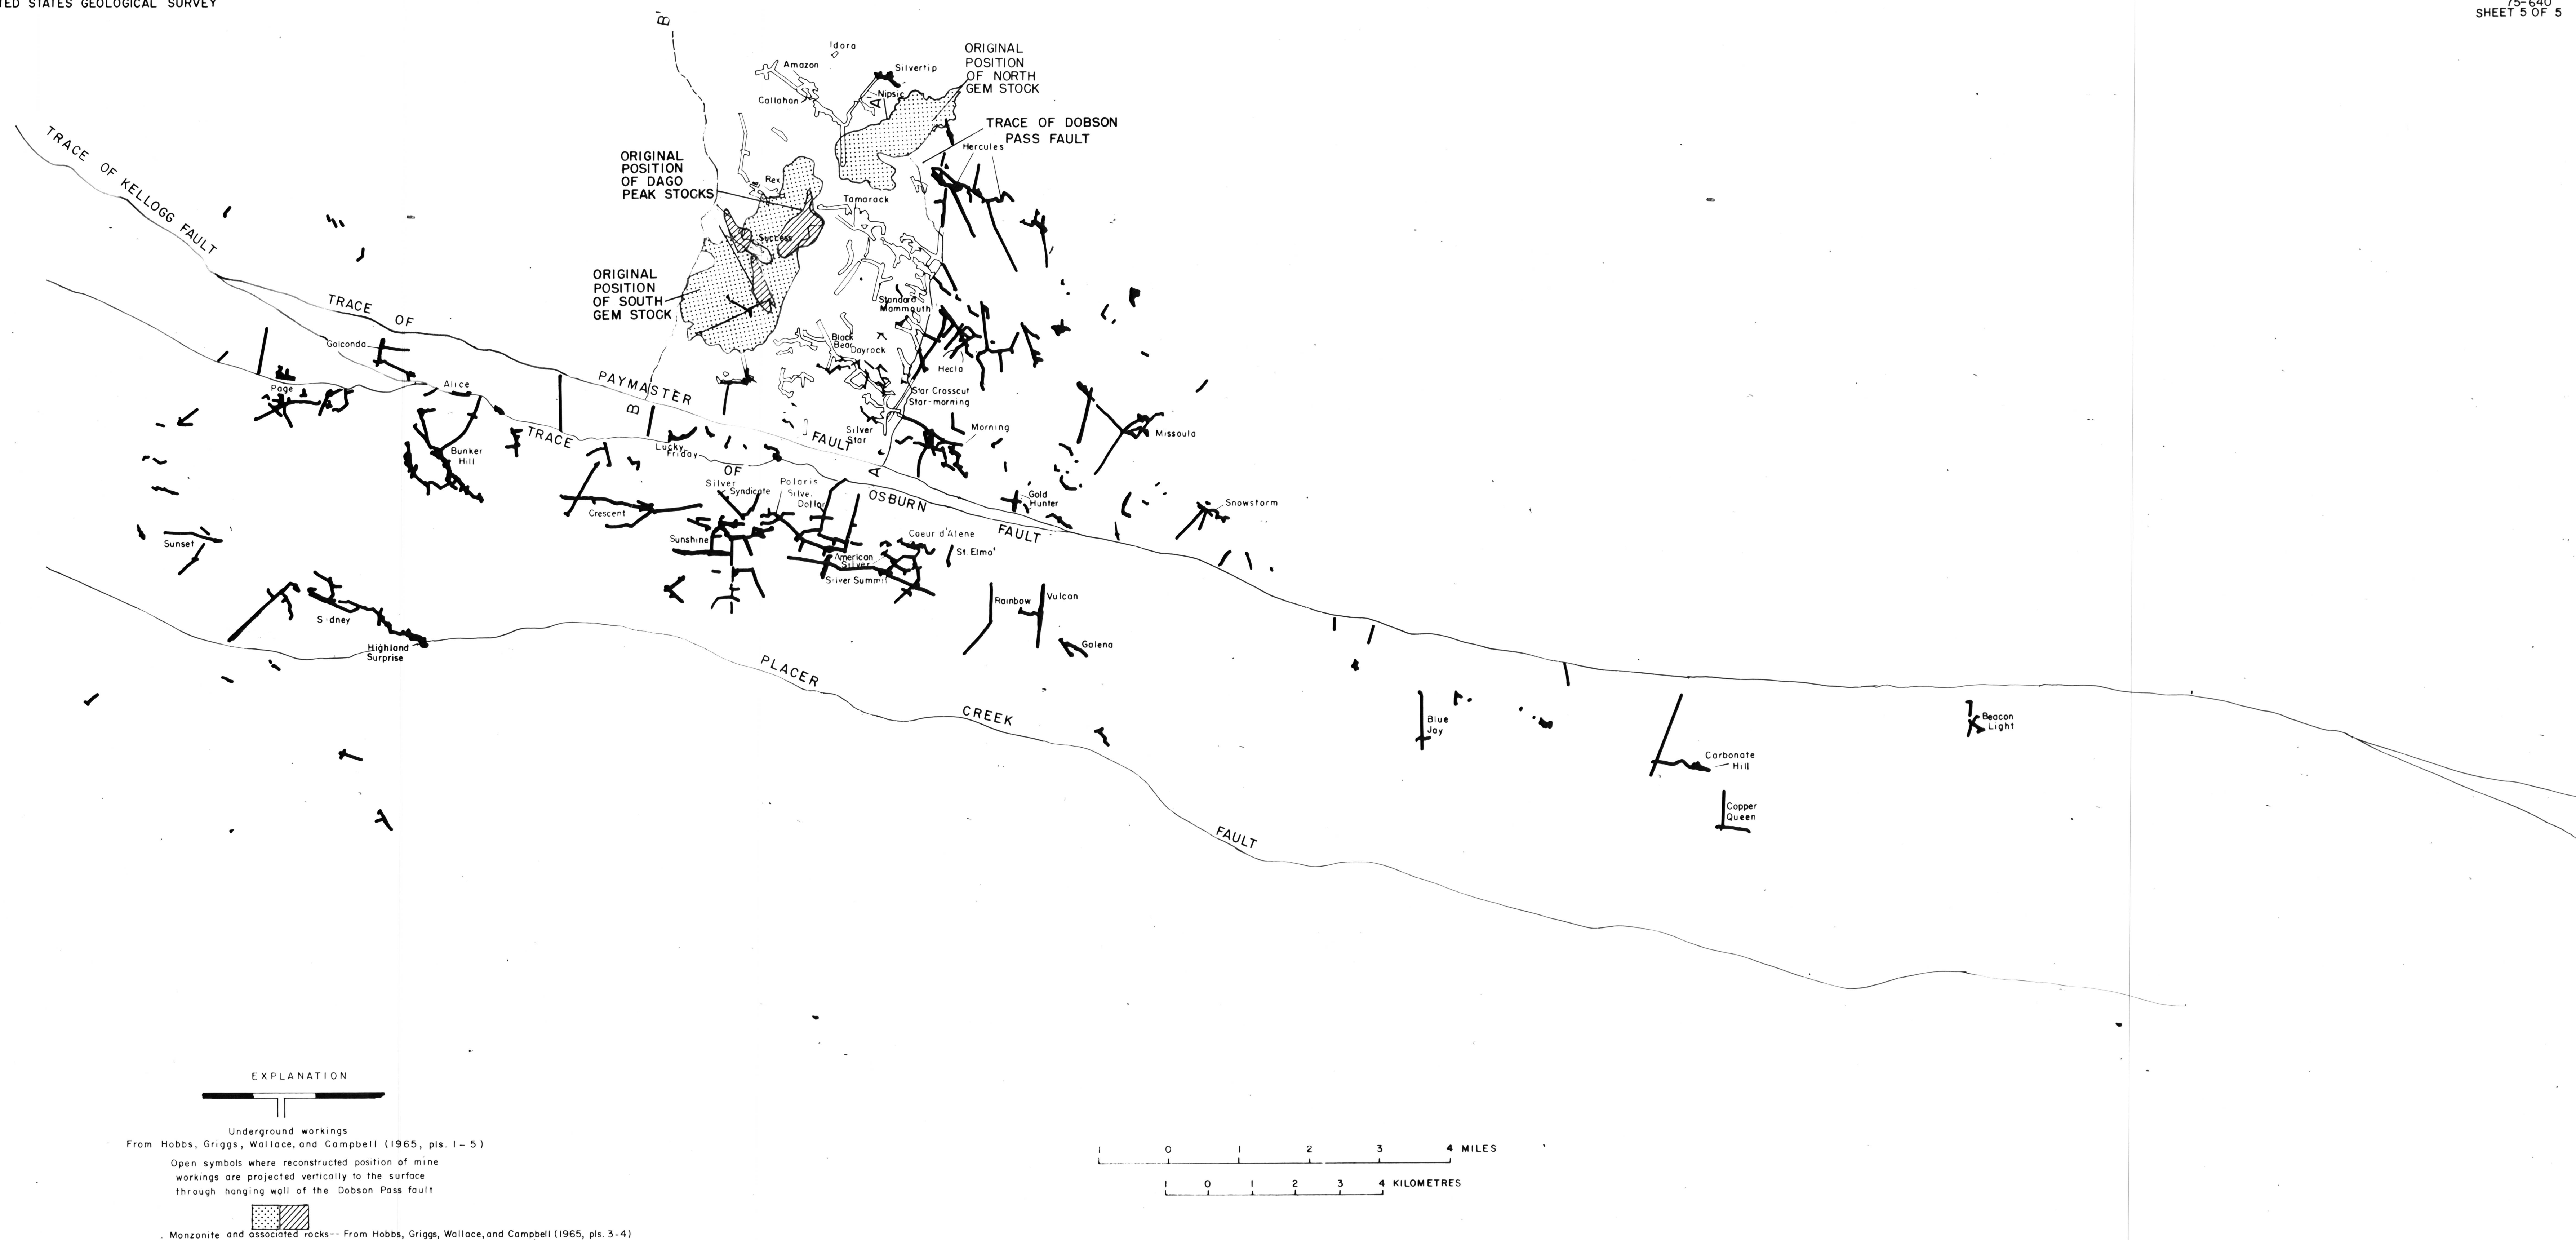 TED STATES GEOLOGICAL SURVEY
75-640
SHEET 5 OF 5
B'
Idora
Amazon
Silvertip
Callahan
Nipsic
A'
ORIGINAL
POSITION
OF NORTH
GEM STOCK
TRACE OF DOBSON
PASS FAULT
Hercules
TRACE OF KELLOGG FAULT
ORIGINAL
POSITION
OF DAGO
PEAK STOCKS
Rex
Tamarack
Success
ORIGINAL
POSITION
OF SOUTH
GEM STOCK
Standard
Mammouth
TRACE OF PAYMASTER FAULT
Golconda
Black
Bear
Dayrock
Hecla
Page
Alice
Star Crosscut
Star-morning
B
Silver
Star
Morning
Missoula
TRACE OF OSBURN FAULT
Bunker
Hill
Lucky
Friday
A
Silver
Syndicate
Polaris
Silver
Dollar
Gold
Hunter
Snowstorm
Crescent
Sunset
Sunshine
Coeur d'Alene
St. Elmo
American
Silver
Silver Summit
Rainbow
Vulcan
Sidney
Highland
Surprise
Galena
PLACER CREEK FAULT
Blue
Jay
Beacon
Light
Carbonate
Hill
Copper
Queen
EXPLANATION
Underground workings
From Hobbs, Griggs, Wallace, and Campbell (1965, pls. 1-5)
Open symbols where reconstructed position of mine
workings are projected vertically to the surface
through hanging wall of the Dobson Pass fault
Monzonite and associated rocks-- From Hobbs, Griggs, Wallace, and Campbell (1965, pls. 3-4)
1 0 1 2 3 4 MILES
1 0 1 2 3 4 KILOMETRES